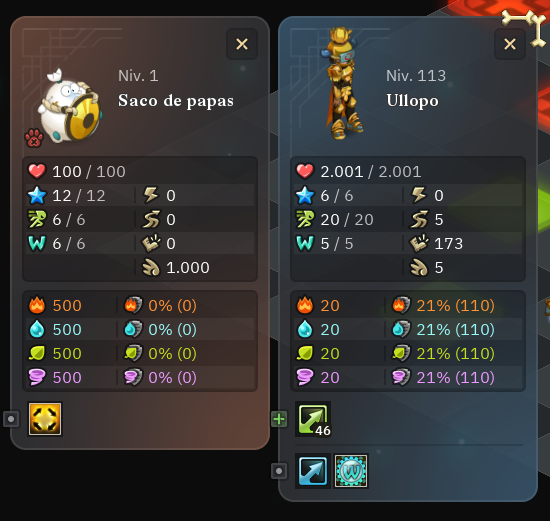 Niv. 1
Saco de papas
100 / 100
12 / 12 0
6 / 6 0
6 / 6 0
1.000
500 0% (0)
500 0% (0)
500 0% (0)
500 0% (0)
Niv. 113
Ullopo
2.001 / 2.001
6 / 6 0
20 / 20 5
5 / 5 173
5
20 21% (110)
20 21% (110)
20 21% (110)
20 21% (110)
46